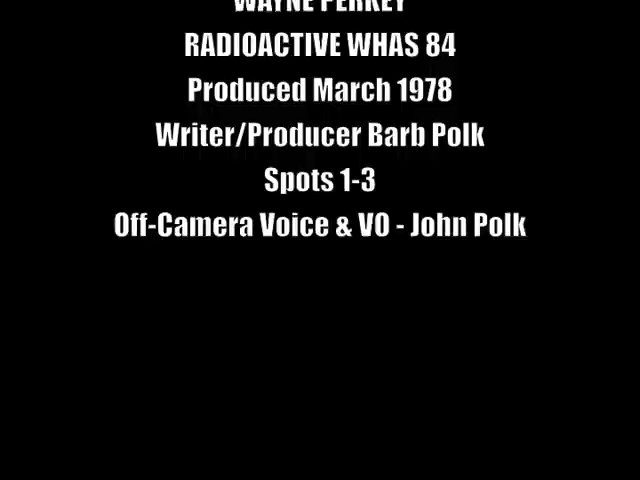 WAYNE PERKEY
RADIOACTIVE WHAS 84
Produced March 1978
Writer/Producer Barb Polk
Spots 1-3
Off-Camera Voice & VO - John Polk